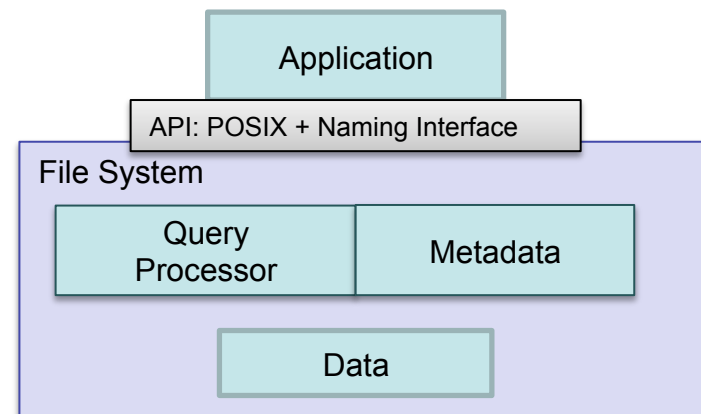 Application
API: POSIX + Naming Interface
File System
Query
Processor
Metadata
Data